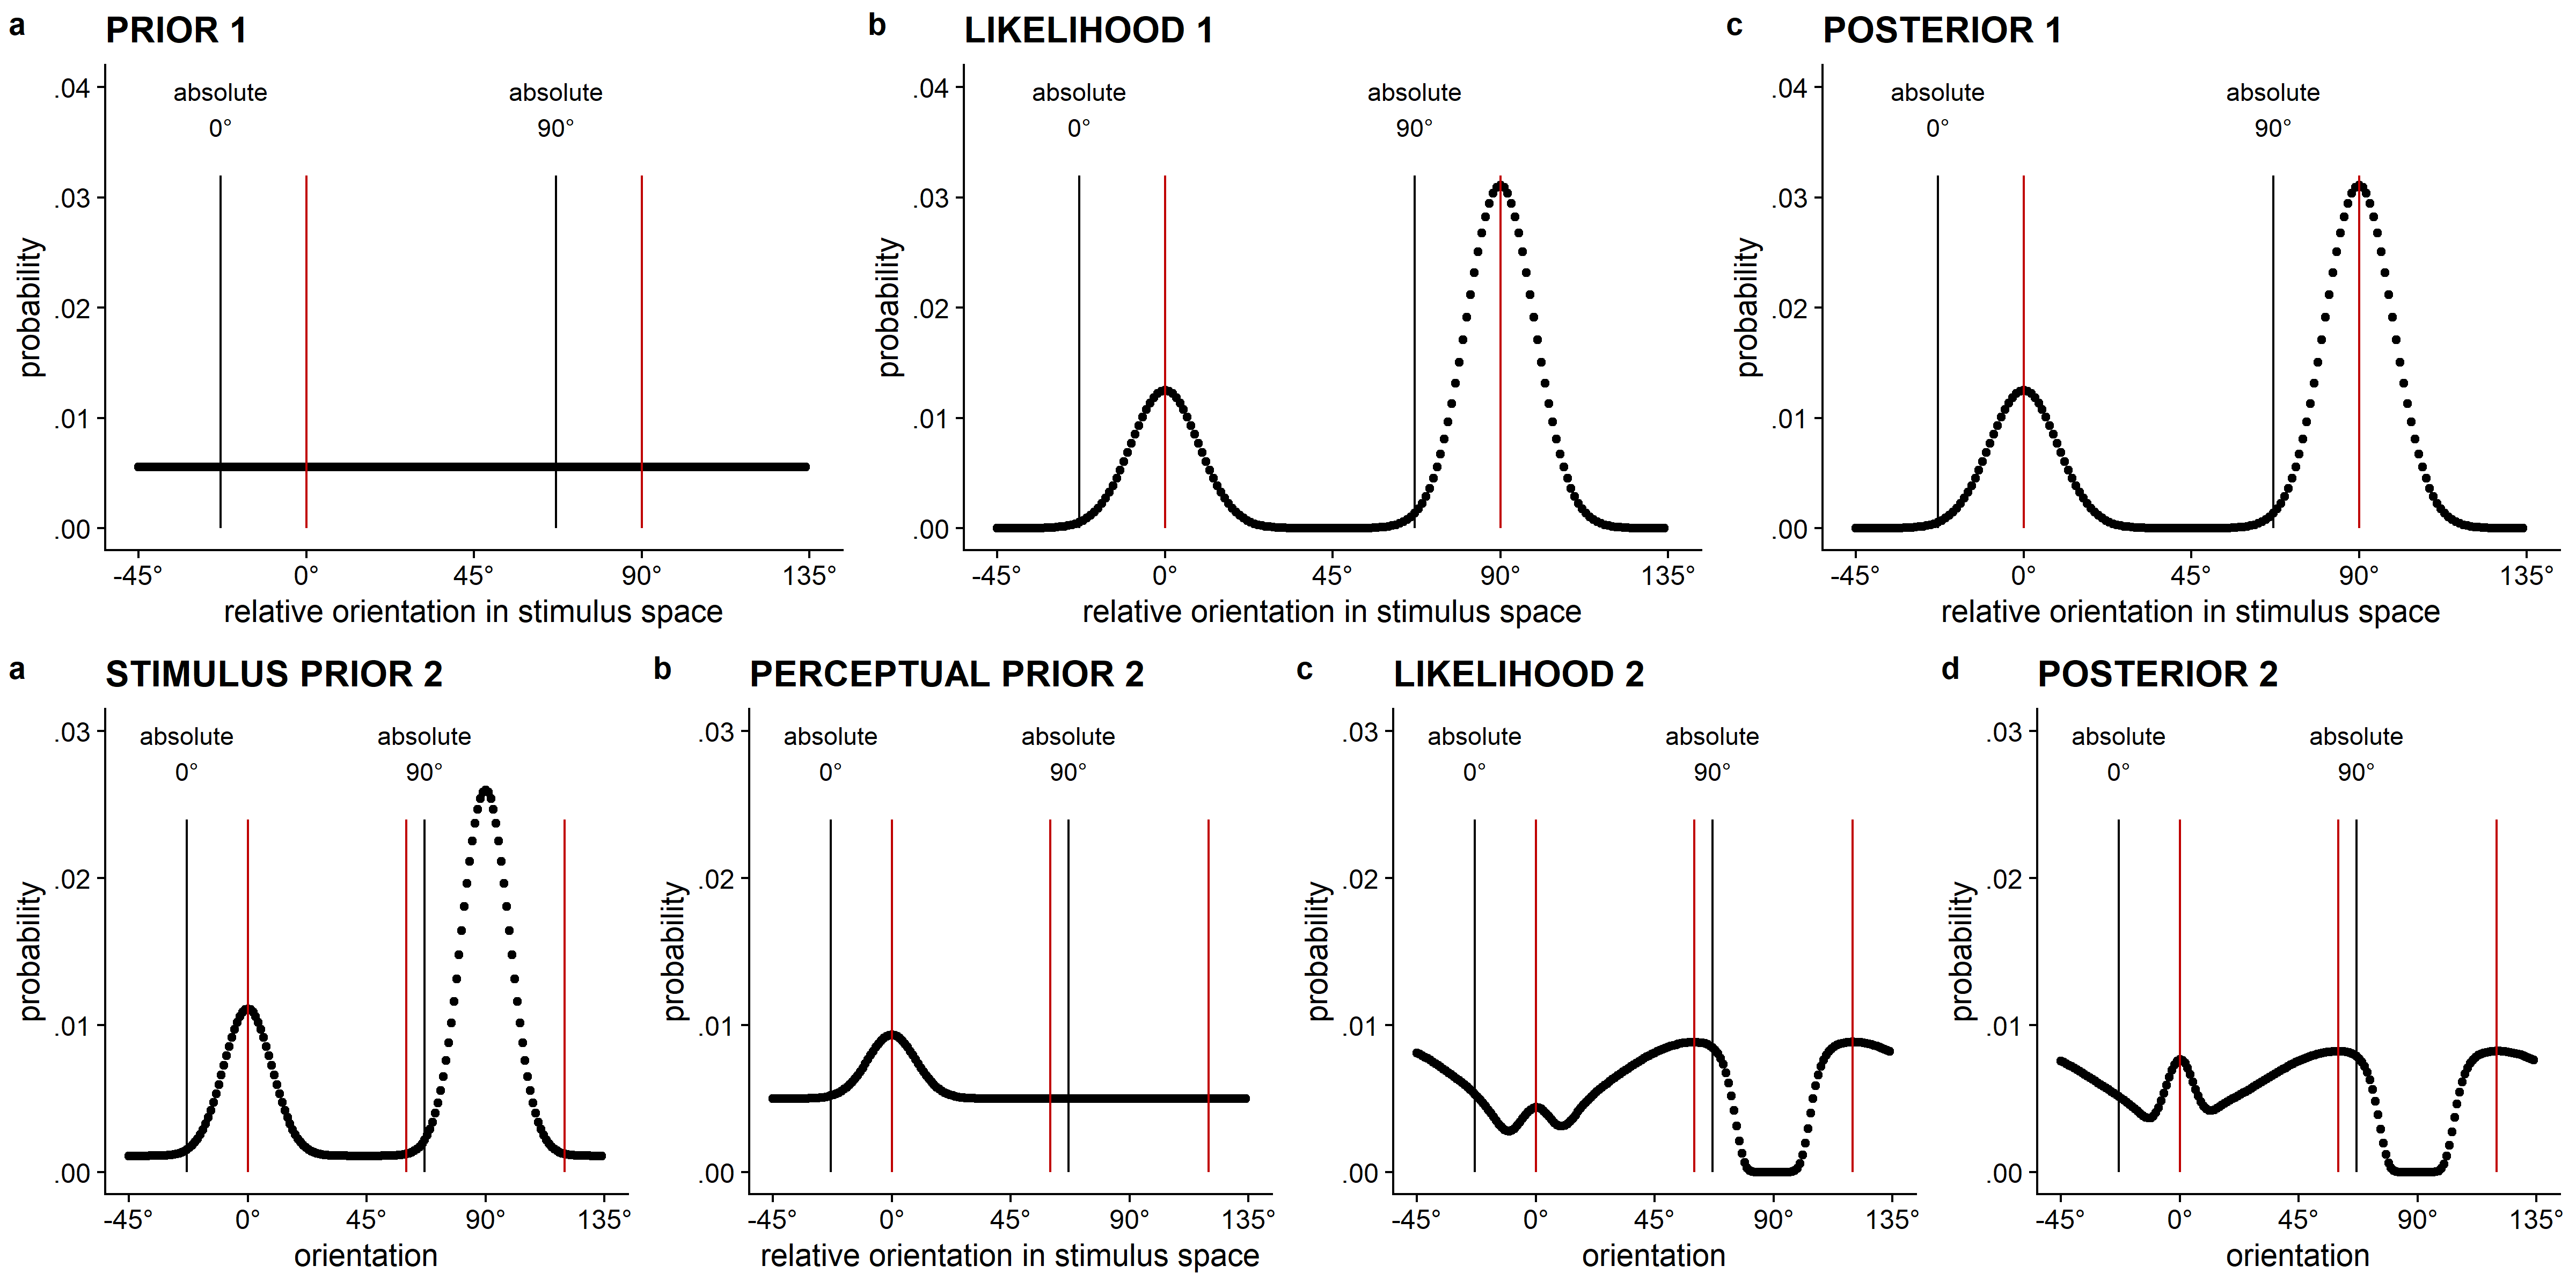 a PRIOR 1
.04
.03
.02
.01
.00
probability
absolute 0°
absolute 90°
-45° 0° 45° 90° 135°
relative orientation in stimulus space
b LIKELIHOOD 1
.04
.03
.02
.01
.00
probability
absolute 0°
absolute 90°
-45° 0° 45° 90° 135°
relative orientation in stimulus space
c POSTERIOR 1
.04
.03
.02
.01
.00
probability
absolute 0°
absolute 90°
-45° 0° 45° 90° 135°
relative orientation in stimulus space
a STIMULUS PRIOR 2
.03
.02
.01
.00
probability
absolute 0°
absolute 90°
-45° 0° 45° 90° 135°
orientation
b PERCEPTUAL PRIOR 2
.03
.02
.01
.00
probability
absolute 0°
absolute 90°
-45° 0° 45° 90° 135°
relative orientation in stimulus space
c LIKELIHOOD 2
.03
.02
.01
.00
probability
absolute 0°
absolute 90°
-45° 0° 45° 90° 135°
orientation
d POSTERIOR 2
.03
.02
.01
.00
probability
absolute 0°
absolute 90°
-45° 0° 45° 90° 135°
orientation